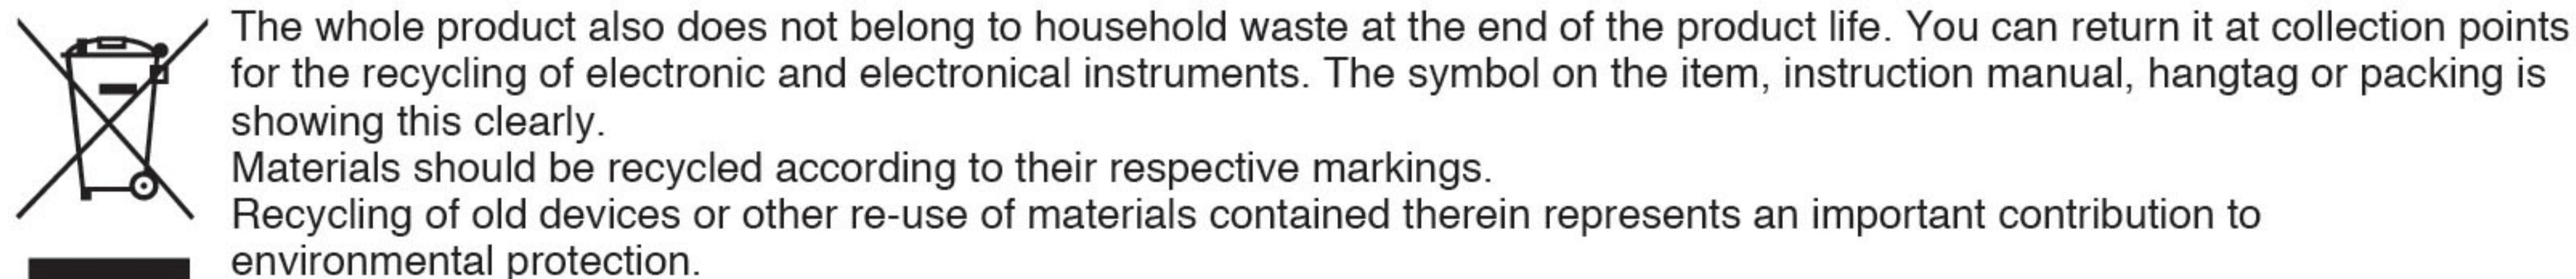 The whole product also does not belong to household waste at the end of the product life. You can return it at collection points
for the recycling of electronic and electronical instruments. The symbol on the item, instruction manual, hangtag or packing is
showing this clearly.
Materials should be recycled according to their respective markings.
Recycling of old devices or other re-use of materials contained therein represents an important contribution to
environmental protection.